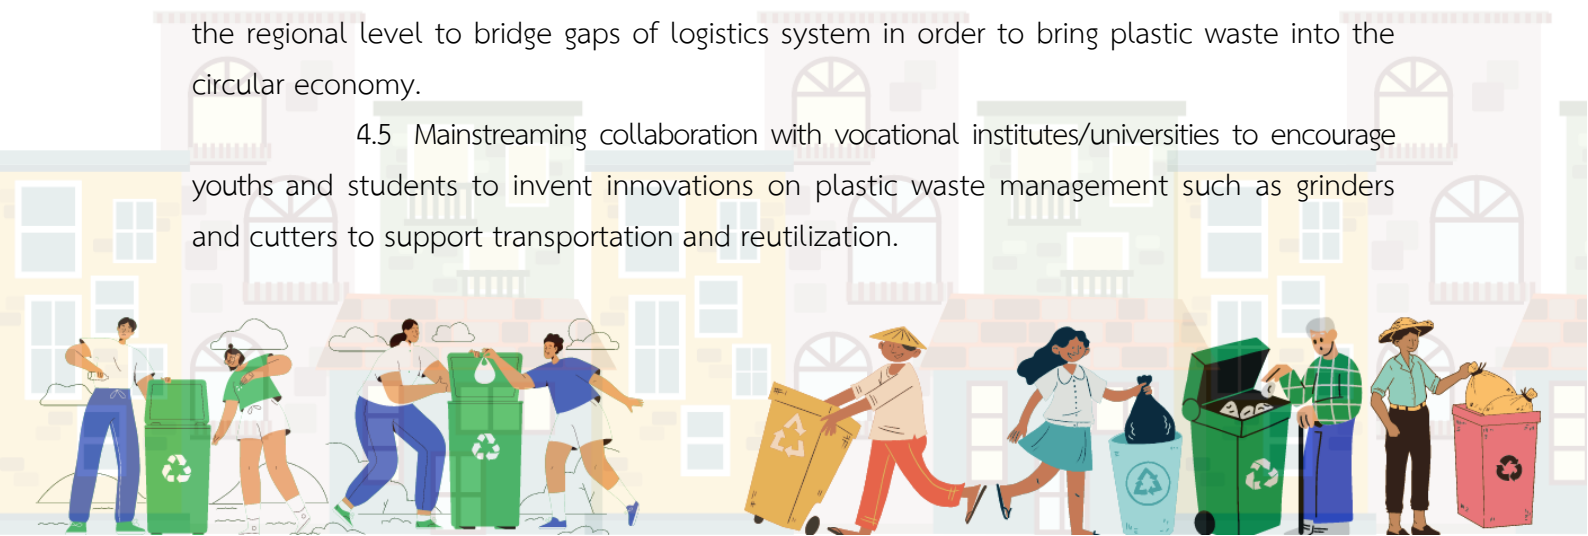 the regional level to bridge gaps of logistics system in order to bring plastic waste into the
circular economy.
4.5 Mainstreaming collaboration with vocational institutes/universities to encourage
youths and students to invent innovations on plastic waste management such as grinders
and cutters to support transportation and reutilization.